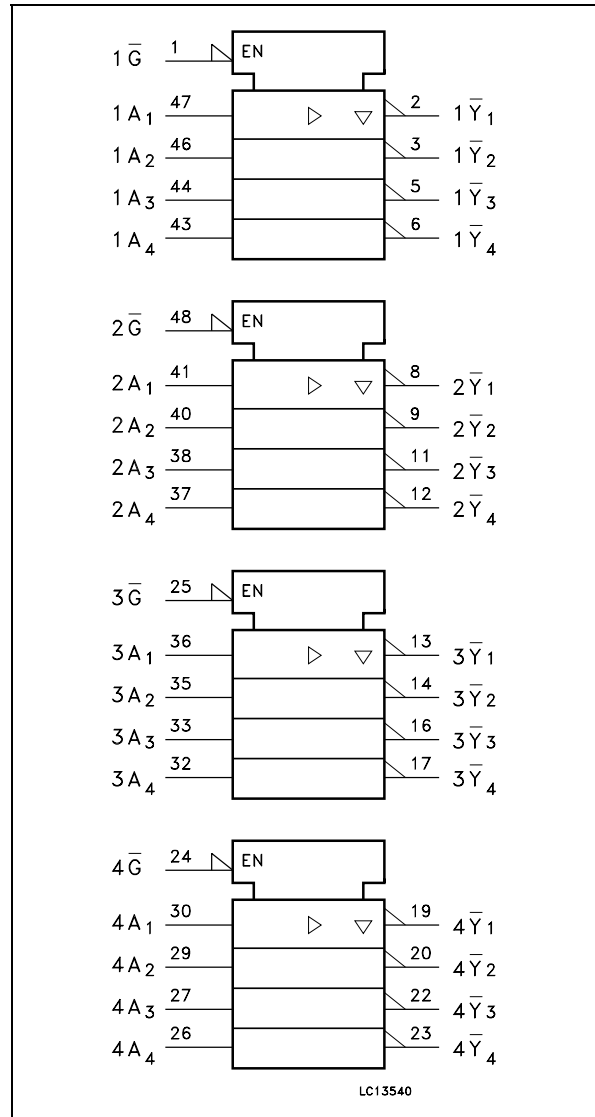 1G̅ 1 EN
1A1 47 2 1Y̅1
1A2 46 3 1Y̅2
1A3 44 5 1Y̅3
1A4 43 6 1Y̅4
2G̅ 48 EN
2A1 41 8 2Y̅1
2A2 40 9 2Y̅2
2A3 38 11 2Y̅3
2A4 37 12 2Y̅4
3G̅ 25 EN
3A1 36 13 3Y̅1
3A2 35 14 3Y̅2
3A3 33 16 3Y̅3
3A4 32 17 3Y̅4
4G̅ 24 EN
4A1 30 19 4Y̅1
4A2 29 20 4Y̅2
4A3 27 22 4Y̅3
4A4 26 23 4Y̅4
LC13540